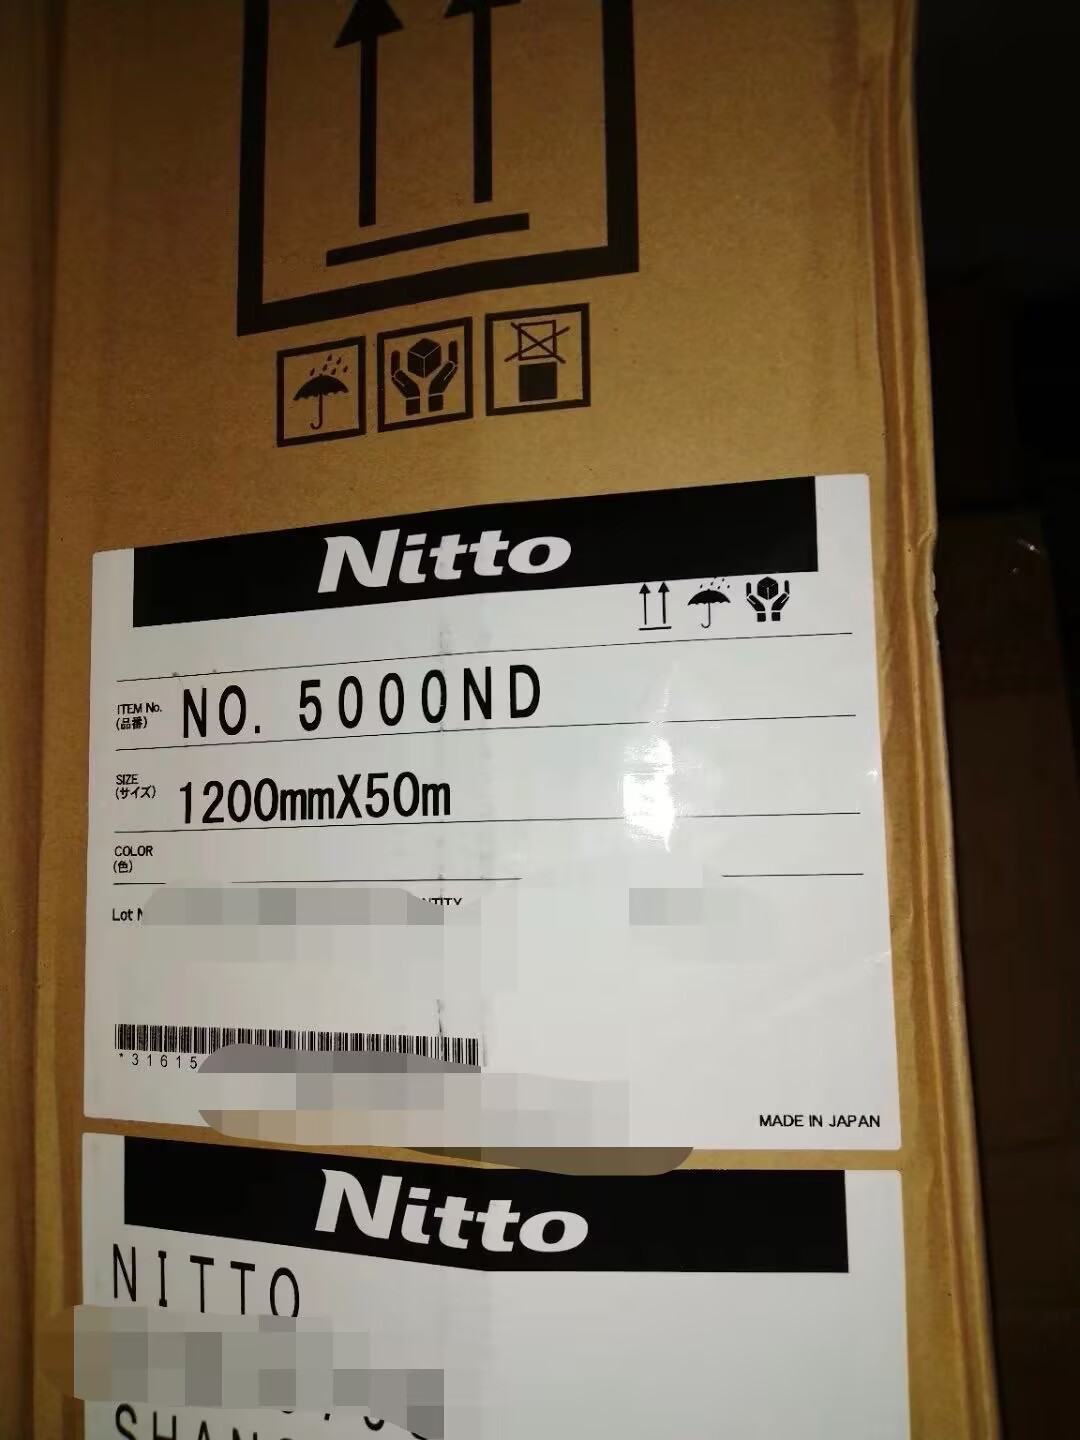 Nitto
ITEM No.
(品番)
NO. 5000ND
SIZE
(サイズ)
1200mmX50m
COLOR
(色)
Lot
*31615
MADE IN JAPAN
Nitto
NITTO